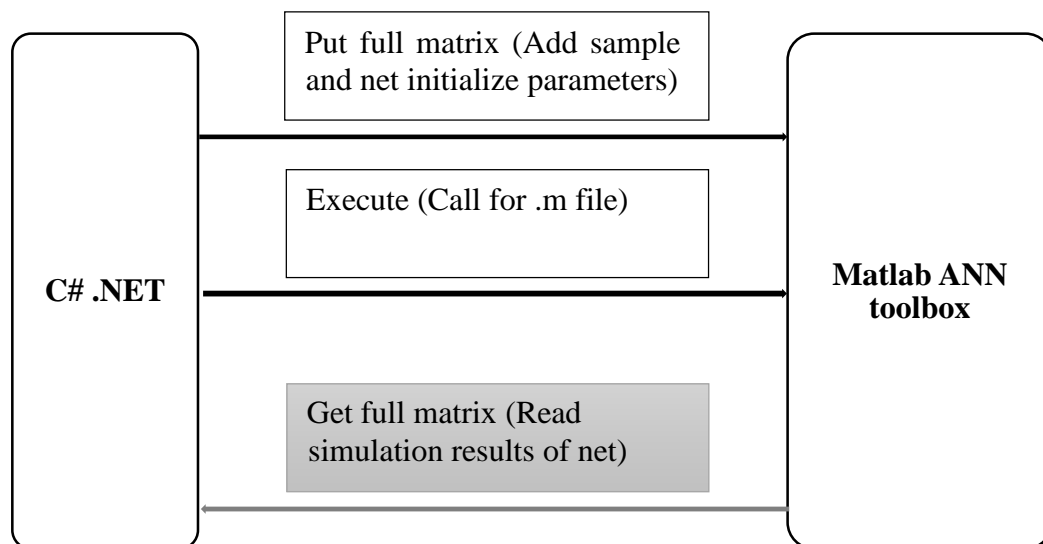 Put full matrix (Add sample
and net initialize parameters)
Execute (Call for .m file)
C# .NET
Matlab ANN
toolbox
Get full matrix (Read
simulation results of net)